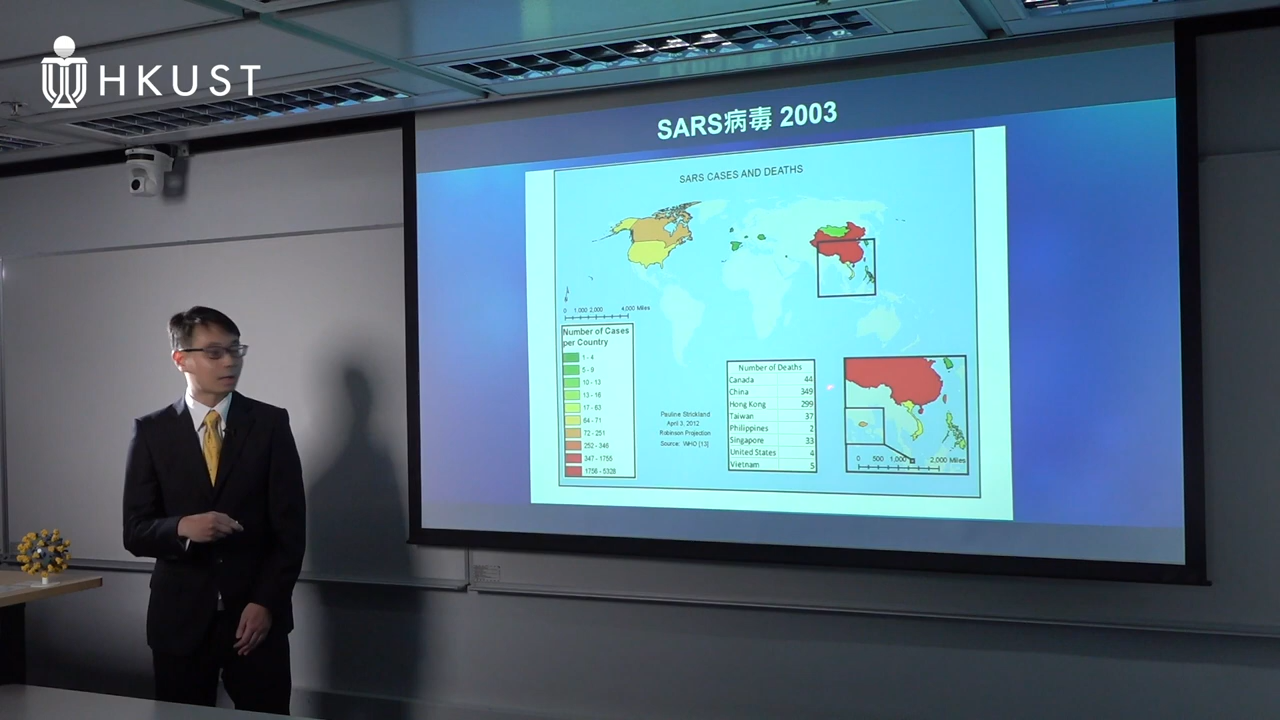 HKUST
SARS病毒 2003
SARS CASES AND DEATHS
0 1,000 2,000 4,000 Miles
Number of Cases
per Country
1 - 4
5 - 9
10 - 13
13 - 16
17 - 63
64 - 71
72 - 251
252 - 346
347 - 1755
1756 - 5328
Pauline Strickland
April 3, 2012
Robinson Projection
Source: WHO [13]
Number of Deaths
Canada 44
China 349
Hong Kong 299
Taiwan 37
Philippines 2
Singapore 33
United States 4
Vietnam 5
0 500 1,000 2,000 Miles